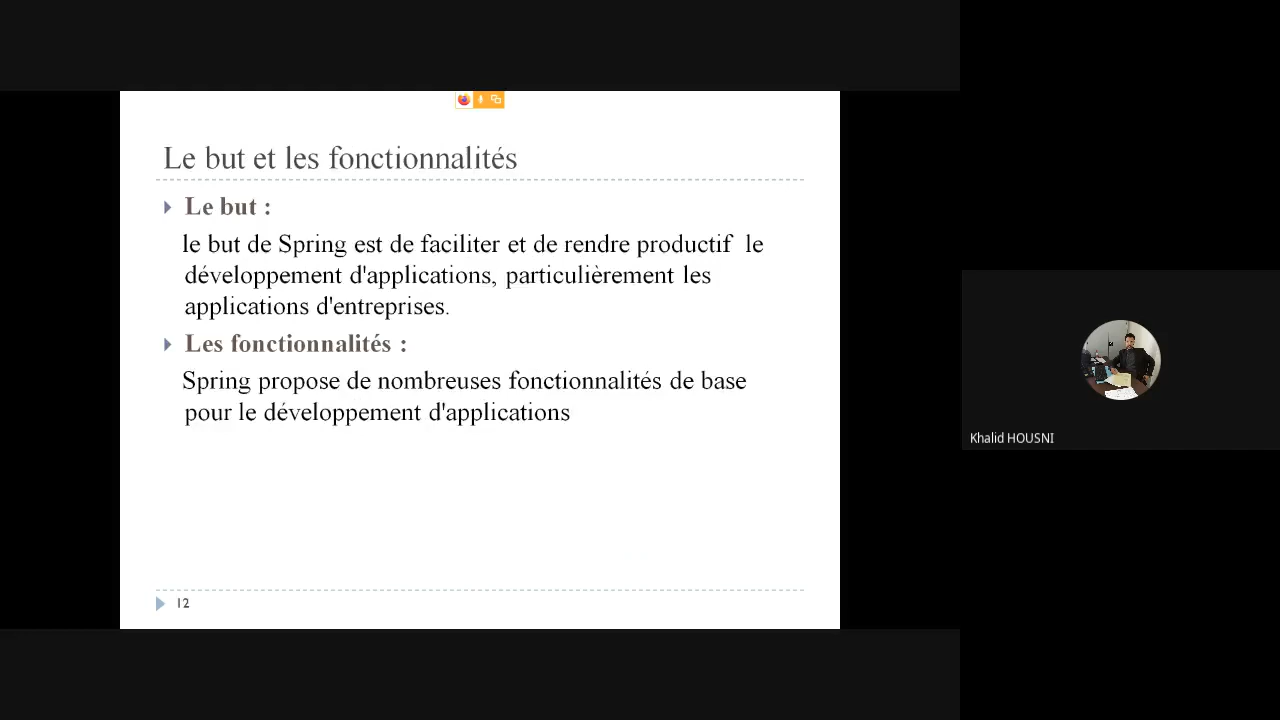 Le but et les fonctionnalités
Le but :
le but de Spring est de faciliter et de rendre productif le
développement d'applications, particulièrement les
applications d'entreprises.
Les fonctionnalités :
Spring propose de nombreuses fonctionnalités de base
pour le développement d'applications
12
Khalid HOUSNI